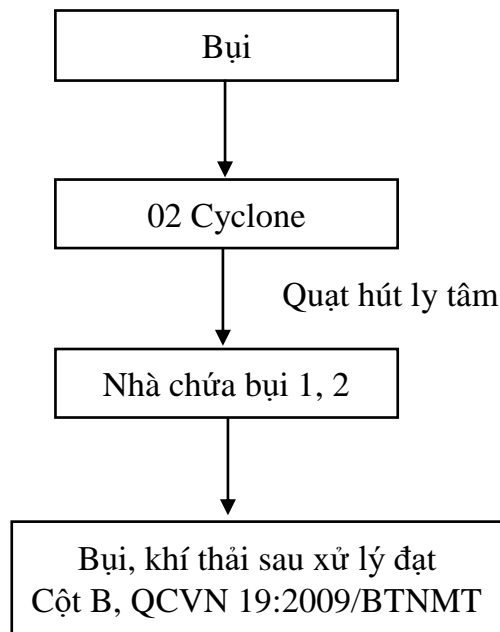 Bụi
02 Cyclone
Quạt hút ly tâm
Nhà chứa bụi 1, 2
Bụi, khí thải sau xử lý đạt
Cột B, QCVN 19:2009/BTNMT